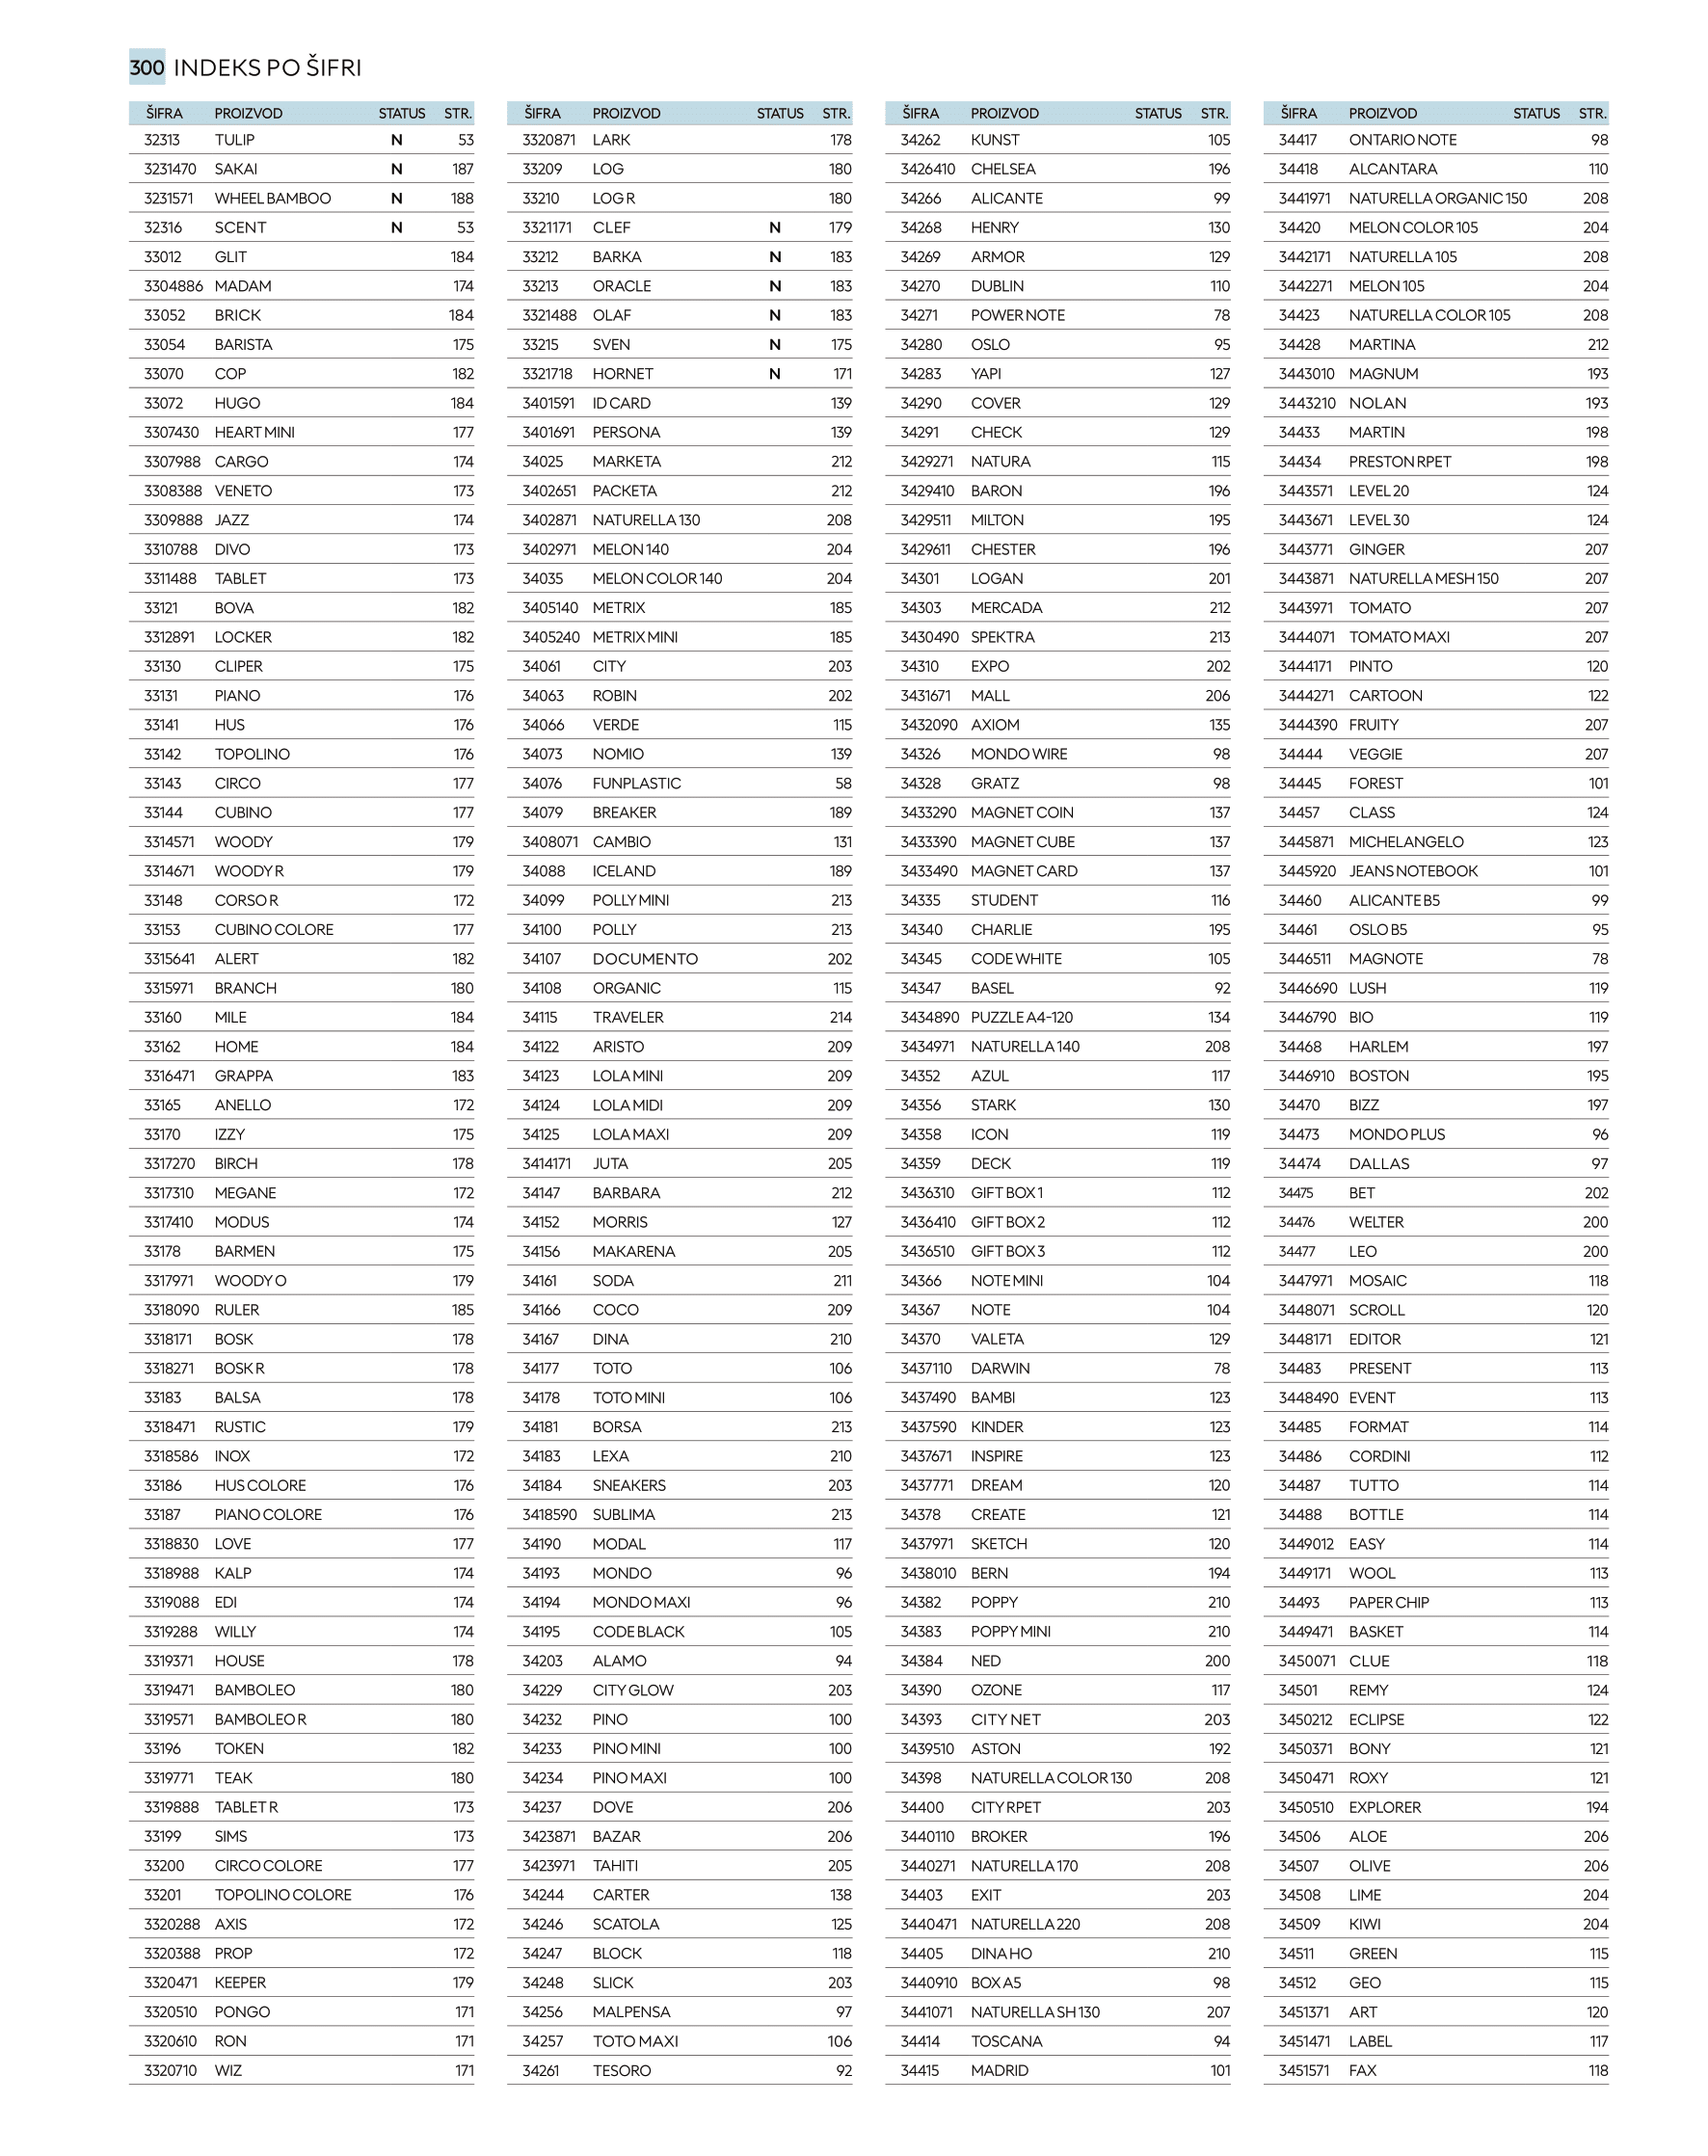 300 INDEKS PO ŠIFRI
ŠIFRA PROIZVOD STATUS STR.
32313 TULIP N 53
3231470 SAKAI N 187
3231571 WHEEL BAMBOO N 188
32316 SCENT N 53
33012 GLIT 184
3304886 MADAM 174
33052 BRICK 184
33054 BARISTA 175
33070 COP 182
33072 HUGO 184
3307430 HEART MINI 177
3307988 CARGO 174
3308388 VENETO 173
3309888 JAZZ 174
3310788 DIVO 173
3311488 TABLET 173
33121 BOVA 182
3312891 LOCKER 182
33130 CLIPER 175
33131 PIANO 176
33141 HUS 176
33142 TOPOLINO 176
33143 CIRCO 177
33144 CUBINO 177
3314571 WOODY 179
3314671 WOODY R 179
33148 CORSO R 172
33153 CUBINO COLORE 177
3315641 ALERT 182
3315971 BRANCH 180
33160 MILE 184
33162 HOME 184
3316471 GRAPPA 183
33165 ANELLO 172
33170 IZZY 175
3317270 BIRCH 178
3317310 MEGANE 172
3317410 MODUS 174
33178 BARMEN 175
3317971 WOODY O 179
3318090 RULER 185
3318171 BOSK 178
3318271 BOSK R 178
33183 BALSA 178
3318471 RUSTIC 179
3318586 INOX 172
33186 HUS COLORE 176
33187 PIANO COLORE 176
3318830 LOVE 177
3318988 KALP 174
3319088 EDI 174
3319288 WILLY 174
3319371 HOUSE 178
3319471 BAMBOLEO 180
3319571 BAMBOLEO R 180
33196 TOKEN 182
3319771 TEAK 180
3319888 TABLET R 173
33199 SIMS 173
33200 CIRCO COLORE 177
33201 TOPOLINO COLORE 176
3320288 AXIS 172
3320388 PROP 172
3320471 KEEPER 179
3320510 PONGO 171
3320610 RON 171
3320710 WIZ 171
ŠIFRA PROIZVOD STATUS STR.
3320871 LARK 178
33209 LOG 180
33210 LOG R 180
3321171 CLEF N 179
33212 BARKA N 183
33213 ORACLE N 183
3321488 OLAF N 183
33215 SVEN N 175
3321718 HORNET N 171
3401591 ID CARD 139
3401691 PERSONA 139
34025 MARKETA 212
3402651 PACKETA 212
3402871 NATURELLA 130 208
3402971 MELON 140 204
34035 MELON COLOR 140 204
3405140 METRIX 185
3405240 METRIX MINI 185
34061 CITY 203
34063 ROBIN 202
34066 VERDE 115
34073 NOMIO 139
34076 FUNPLASTIC 58
34079 BREAKER 189
3408071 CAMBIO 131
34088 ICELAND 189
34099 POLLY MINI 213
34100 POLLY 213
34107 DOCUMENTO 202
34108 ORGANIC 115
34115 TRAVELER 214
34122 ARISTO 209
34123 LOLA MINI 209
34124 LOLA MIDI 209
34125 LOLA MAXI 209
3414171 JUTA 205
34147 BARBARA 212
34152 MORRIS 127
34156 MAKARENA 205
34161 SODA 211
34166 COCO 209
34167 DINA 210
34177 TOTO 106
34178 TOTO MINI 106
34181 BORSA 213
34183 LEXA 210
34184 SNEAKERS 203
3418590 SUBLIMA 213
34190 MODAL 117
34193 MONDO 96
34194 MONDO MAXI 96
34195 CODE BLACK 105
34203 ALAMO 94
34229 CITY GLOW 203
34232 PINO 100
34233 PINO MINI 100
34234 PINO MAXI 100
34237 DOVE 206
3423871 BAZAR 206
3423971 TAHITI 205
34244 CARTER 138
34246 SCATOLA 125
34247 BLOCK 118
34248 SLICK 203
34256 MALPENSA 97
34257 TOTO MAXI 106
34261 TESORO 92
ŠIFRA PROIZVOD STATUS STR.
34262 KUNST 105
3426410 CHELSEA 196
34266 ALICANTE 99
34268 HENRY 130
34269 ARMOR 129
34270 DUBLIN 110
34271 POWER NOTE 78
34280 OSLO 95
34283 YAPI 127
34290 COVER 129
34291 CHECK 129
3429271 NATURA 115
3429410 BARON 196
3429511 MILTON 195
3429611 CHESTER 196
34301 LOGAN 201
34303 MERCADA 212
3430490 SPEKTRA 213
34310 EXPO 202
3431671 MALL 206
3432090 AXIOM 135
34326 MONDO WIRE 98
34328 GRATZ 98
3433290 MAGNET COIN 137
3433390 MAGNET CUBE 137
3433490 MAGNET CARD 137
34335 STUDENT 116
34340 CHARLIE 195
34345 CODE WHITE 105
34347 BASEL 92
3434890 PUZZLE A4-120 134
3434971 NATURELLA 140 208
34352 AZUL 117
34356 STARK 130
34358 ICON 119
34359 DECK 119
3436310 GIFT BOX 1 112
3436410 GIFT BOX 2 112
3436510 GIFT BOX 3 112
34366 NOTE MINI 104
34367 NOTE 104
34370 VALETA 129
3437110 DARWIN 78
3437490 BAMBI 123
3437590 KINDER 123
3437671 INSPIRE 123
3437771 DREAM 120
34378 CREATE 121
3437971 SKETCH 120
3438010 BERN 194
34382 POPPY 210
34383 POPPY MINI 210
34384 NED 200
34390 OZONE 117
34393 CITY NET 203
3439510 ASTON 192
34398 NATURELLA COLOR 130 208
34400 CITY RPET 203
3440110 BROKER 196
3440271 NATURELLA 170 208
34403 EXIT 203
3440471 NATURELLA 220 208
34405 DINA HO 210
3440910 BOX A5 98
3441071 NATURELLA SH 130 207
34414 TOSCANA 94
34415 MADRID 101
ŠIFRA PROIZVOD STATUS STR.
34417 ONTARIO NOTE 98
34418 ALCANTARA 110
3441971 NATURELLA ORGANIC 150 208
34420 MELON COLOR 105 204
3442171 NATURELLA 105 208
3442271 MELON 105 204
34423 NATURELLA COLOR 105 208
34428 MARTINA 212
3443010 MAGNUM 193
3443210 NOLAN 193
34433 MARTIN 198
34434 PRESTON RPET 198
3443571 LEVEL 20 124
3443671 LEVEL 30 124
3443771 GINGER 207
3443871 NATURELLA MESH 150 207
3443971 TOMATO 207
3444071 TOMATO MAXI 207
3444171 PINTO 120
3444271 CARTOON 122
3444390 FRUITY 207
34444 VEGGIE 207
34445 FOREST 101
34457 CLASS 124
3445871 MICHELANGELO 123
3445920 JEANS NOTEBOOK 101
34460 ALICANTE B5 99
34461 OSLO B5 95
3446511 MAGNOTE 78
3446690 LUSH 119
3446790 BIO 119
34468 HARLEM 197
3446910 BOSTON 195
34470 BIZZ 197
34473 MONDO PLUS 96
34474 DALLAS 97
34475 BET 202
34476 WELTER 200
34477 LEO 200
3447971 MOSAIC 118
3448071 SCROLL 120
3448171 EDITOR 121
34483 PRESENT 113
3448490 EVENT 113
34485 FORMAT 114
34486 CORDINI 112
34487 TUTTO 114
34488 BOTTLE 114
3449012 EASY 114
3449171 WOOL 113
34493 PAPER CHIP 113
3449471 BASKET 114
3450071 CLUE 118
34501 REMY 124
3450212 ECLIPSE 122
3450371 BONY 121
3450471 ROXY 121
3450510 EXPLORER 194
34506 ALOE 206
34507 OLIVE 206
34508 LIME 204
34509 KIWI 204
34511 GREEN 115
34512 GEO 115
3451371 ART 120
3451471 LABEL 117
3451571 FAX 118